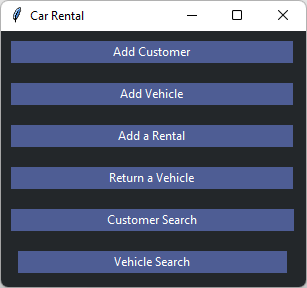 Car Rental
Add Customer
Add Vehicle
Add a Rental
Return a Vehicle
Customer Search
Vehicle Search